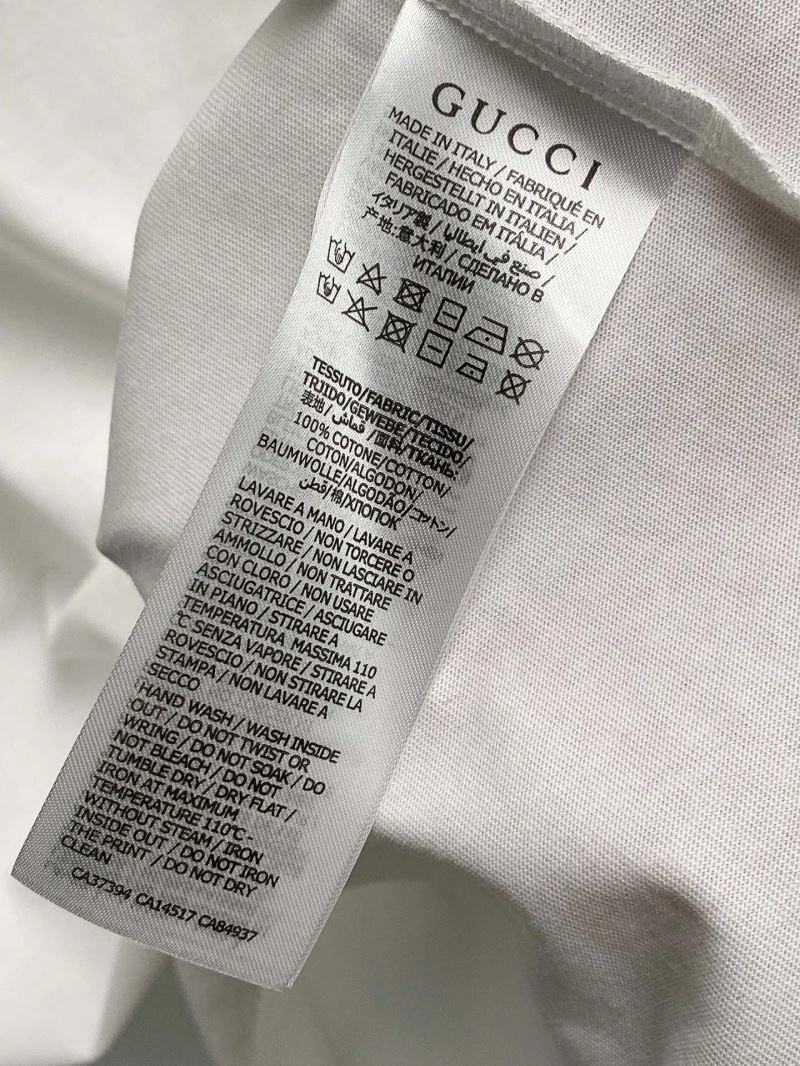 GUCCI
MADE IN ITALY / FABRIQUÉ EN
ITALIE / HECHO EN ITALIA /
HERGESTELLT IN ITALIEN /
FABRICADO EM ITÁLIA /
イタリア製 / صنع في ايطاليا /
产地:意大利 / СДЕЛАНО В
ИТАЛИИ
TESSUTO/FABRIC/TISSU/
TRJIDO/GEWEBE/TECIDO/
表地/ قماش /面料/ТКАНЬ:
100% COTONE/COTTON/
COTON/ALGODON/
BAUMWOLLE/ALGODÃO/コットン/
قطن/棉/ХЛОПОК
LAVARE A MANO / LAVARE A
ROVESCIO / NON TORCERE O
STRIZZARE / NON LASCIARE IN
AMMOLLO / NON TRATTARE
CON CLORO / NON USARE
ASCIUGATRICE / ASCIUGARE
IN PIANO / STIRARE A
TEMPERATURA MASSIMA 110
℃ SENZA VAPORE / STIRARE A
ROVESCIO / NON STIRARE LA
STAMPA / NON LAVARE A
SECCO
HAND WASH / WASH INSIDE
OUT / DO NOT TWIST OR
WRING / DO NOT SOAK / DO
NOT BLEACH / DO NOT
TUMBLE DRY / DRY FLAT /
IRON AT MAXIMUM
TEMPERATURE 110℃ -
WITHOUT STEAM / IRON
INSIDE OUT / DO NOT IRON
THE PRINT / DO NOT DRY
CLEAN
CA37394 CA14517 CA84937